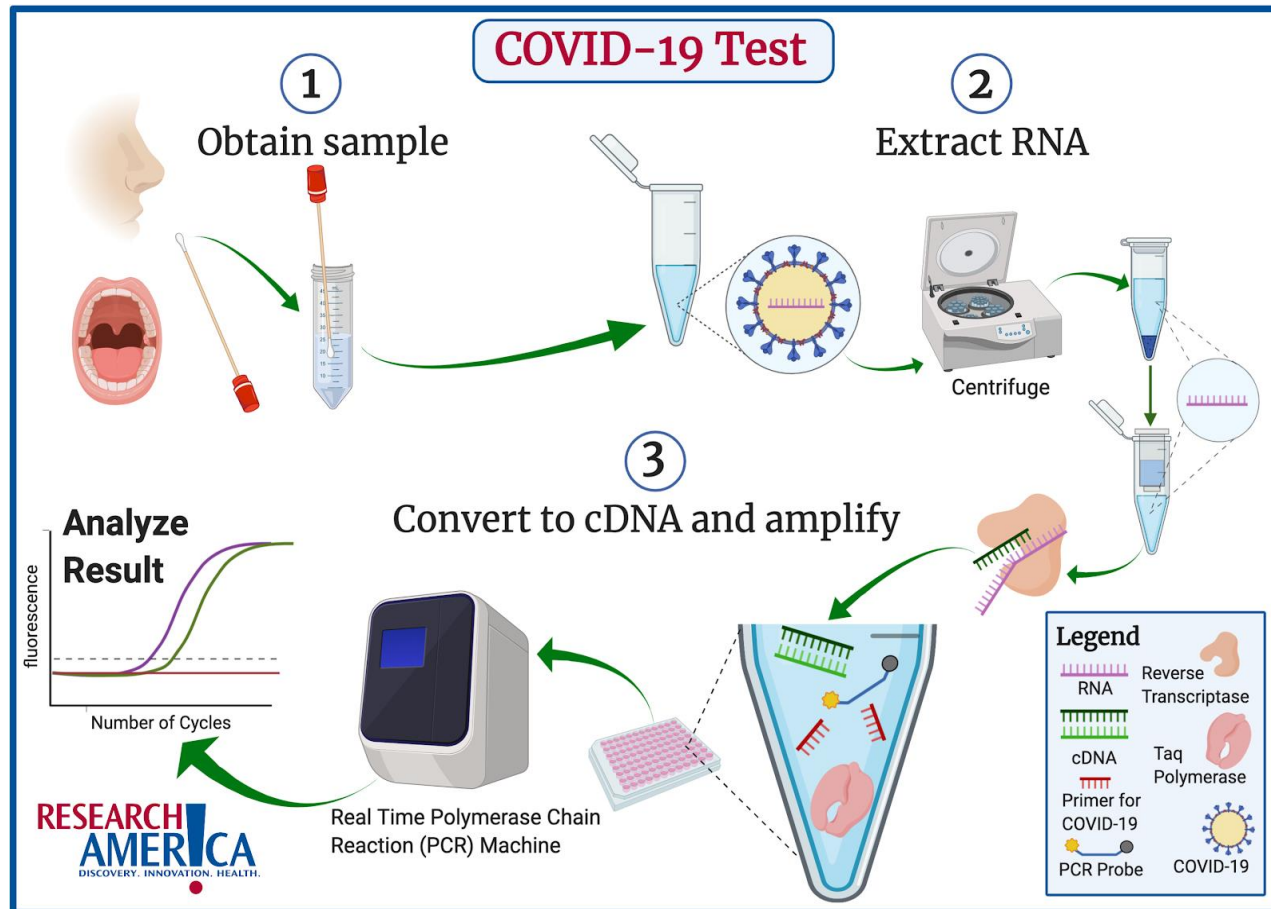 COVID-19 Test
1
Obtain sample
2
Extract RNA
Centrifuge
3
Convert to cDNA and amplify
Analyze
Result
fluorescence
Number of Cycles
Real Time Polymerase Chain
Reaction (PCR) Machine
Legend
RNA
Reverse
Transcriptase
cDNA
Taq
Polymerase
Primer for
COVID-19
PCR Probe
COVID-19
RESEARCH
AMER!CA
DISCOVERY. INNOVATION. HEALTH.